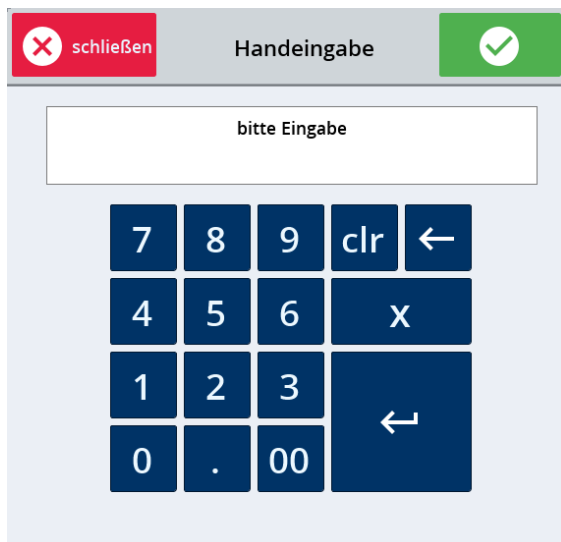 schließen Handeingabe
bitte Eingabe
7 8 9 clr ←
4 5 6 x
1 2 3
0 . 00